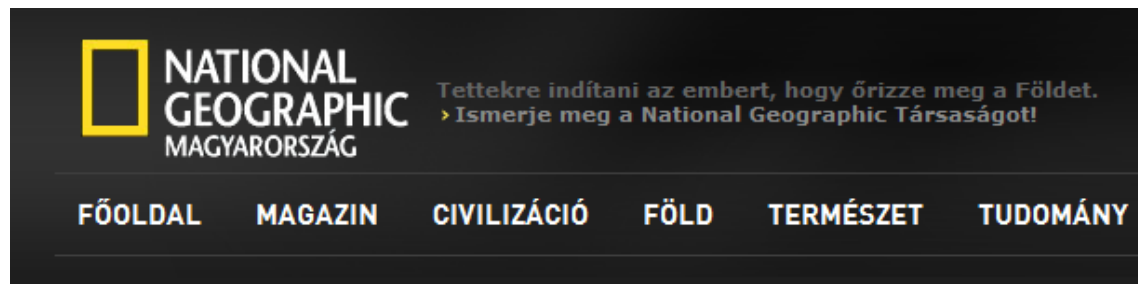 NATIONAL
GEOGRAPHIC
MAGYARORSZÁG
Tettekre indítani az embert, hogy őrizze meg a Földet.
› Ismerje meg a National Geographic Társaságot!
FŐOLDAL MAGAZIN CIVILIZÁCIÓ FÖLD TERMÉSZET TUDOMÁNY